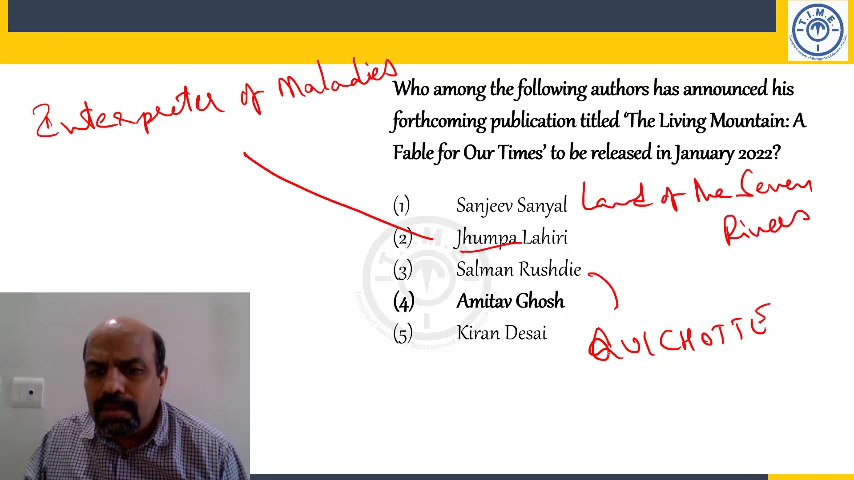 T.I.M.E.
Interpreter of Maladies
Who among the following authors has announced his
forthcoming publication titled 'The Living Mountain: A
Fable for Our Times' to be released in January 2022?
(1) Sanjeev Sanyal
Land of the Seven
Rivers
(2) Jhumpa Lahiri
(3) Salman Rushdie
(4) Amitav Ghosh
(5) Kiran Desai
QUICHOTTE